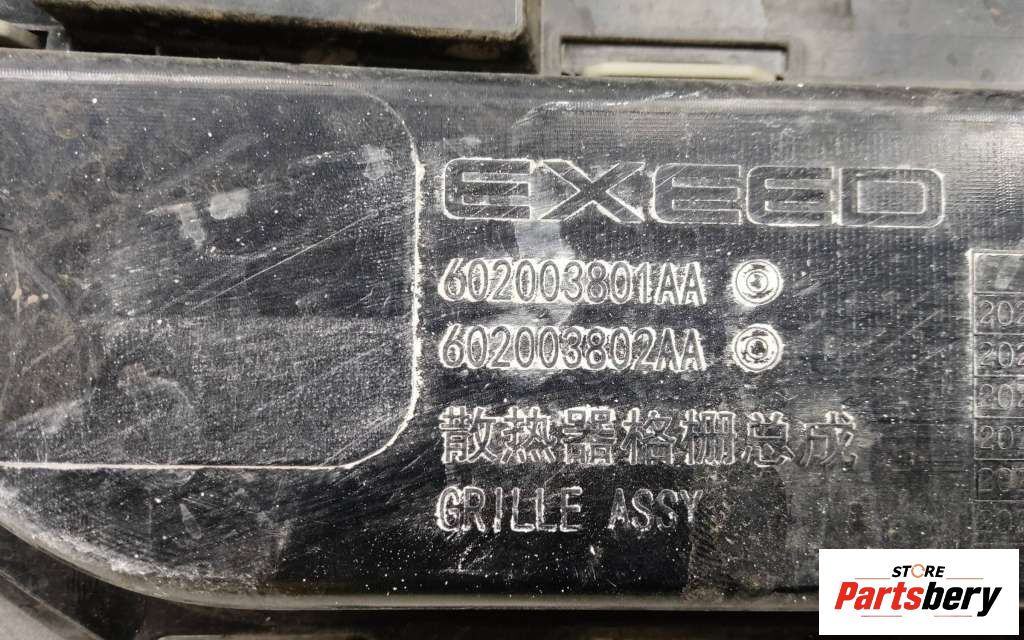 EXEED
602003801AA
602003802AA
散热器格栅总成
GRILLE ASSY
STORE
Partsbery